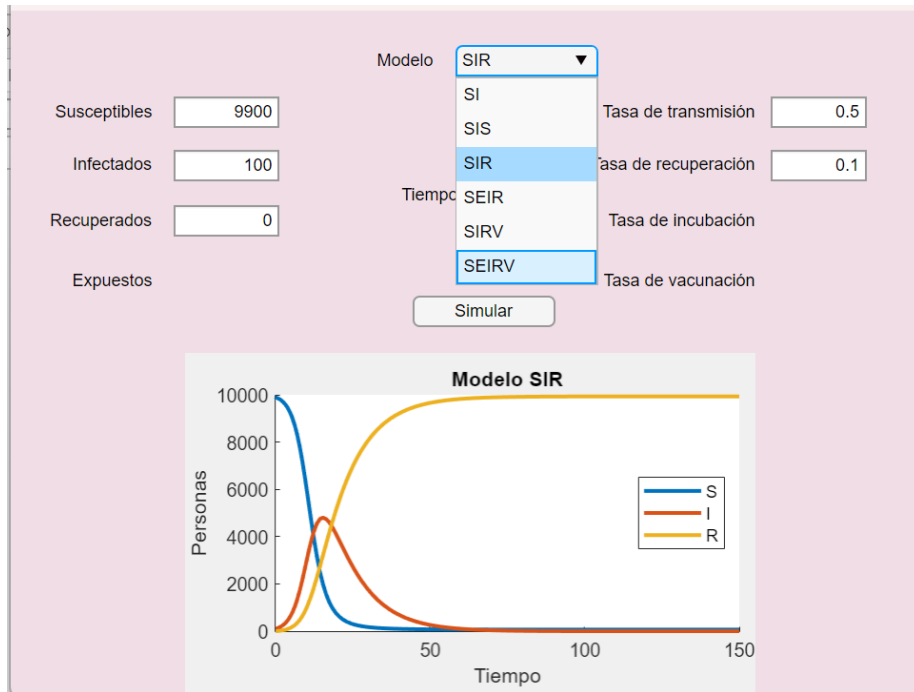 Modelo SIR
SI
SIS
SIR
SEIR
SIRV
SEIRV
Susceptibles 9900
Infectados 100
Recuperados 0
Expuestos
Tiempo
Tasa de transmisión 0.5
Tasa de recuperación 0.1
Tasa de incubación
Tasa de vacunación
Simular
Modelo SIR
Personas
10000
8000
6000
4000
2000
0
S
I
R
0 50 100 150
Tiempo